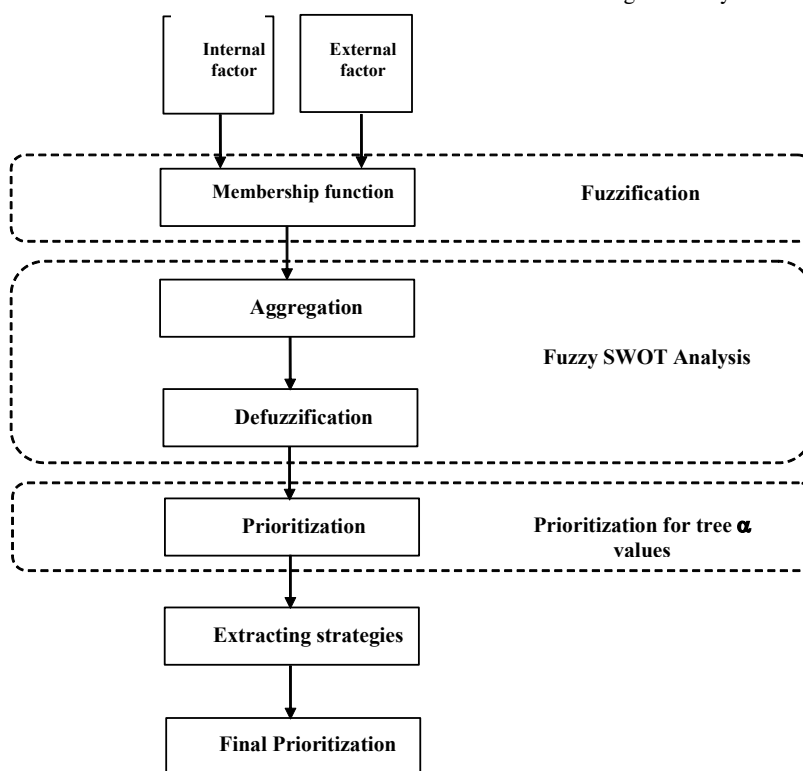 Internal
factor
External
factor
Membership function
Fuzzification
Aggregation
Fuzzy SWOT Analysis
Defuzzification
Prioritization
Prioritization for tree α
values
Extracting strategies
Final Prioritization